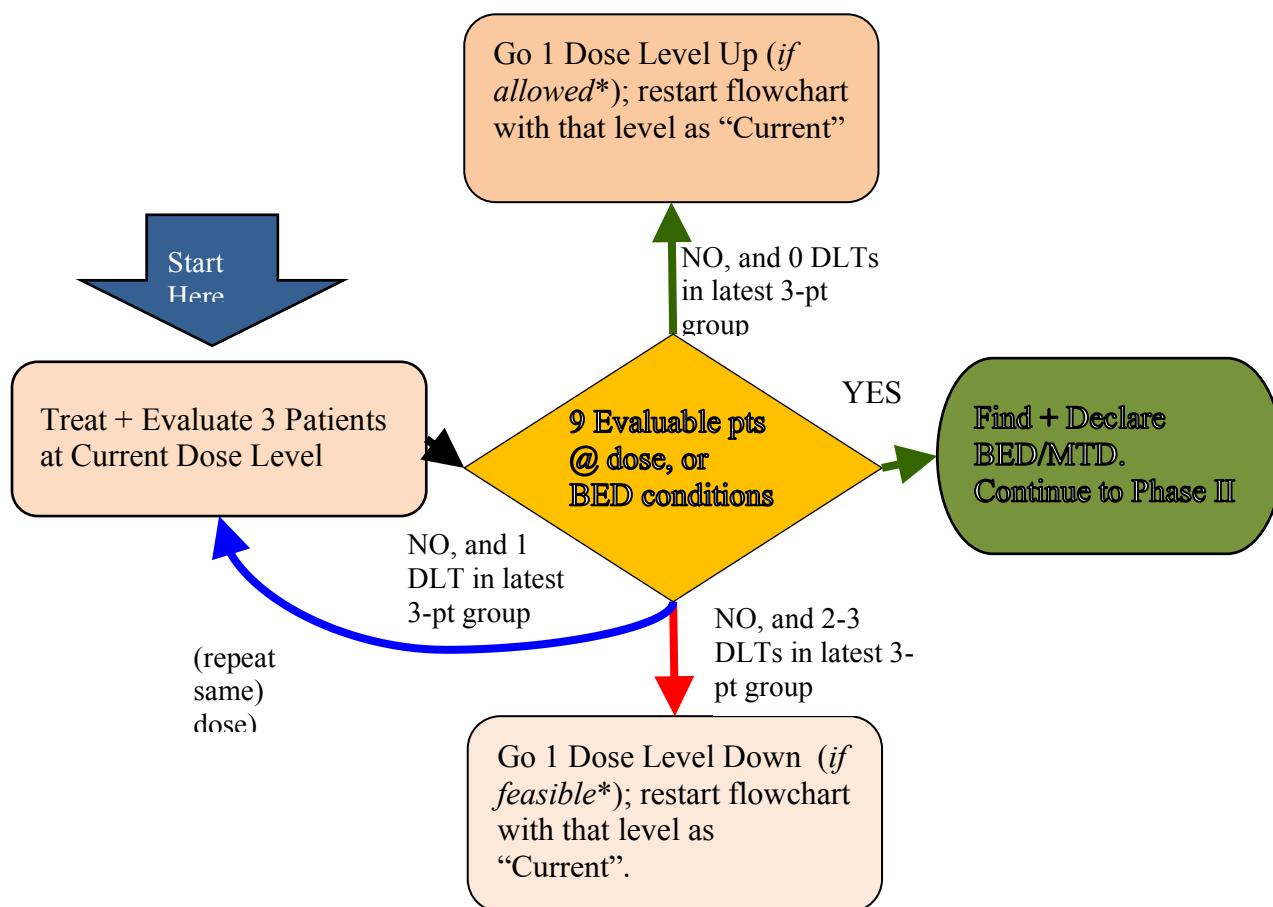 Go 1 Dose Level Up (if
allowed*); restart flowchart
with that level as “Current”
Start
Here
NO, and 0 DLTs
in latest 3-pt
group
Treat + Evaluate 3 Patients
at Current Dose Level
9 Evaluable pts
@ dose, or
BED conditions
YES
Find + Declare
BED/MTD.
Continue to Phase II
NO, and 1
DLT in latest
3-pt group
(repeat
same)
dose)
NO, and 2-3
DLTs in latest 3-
pt group
Go 1 Dose Level Down (if
feasible*); restart flowchart
with that level as
“Current”.